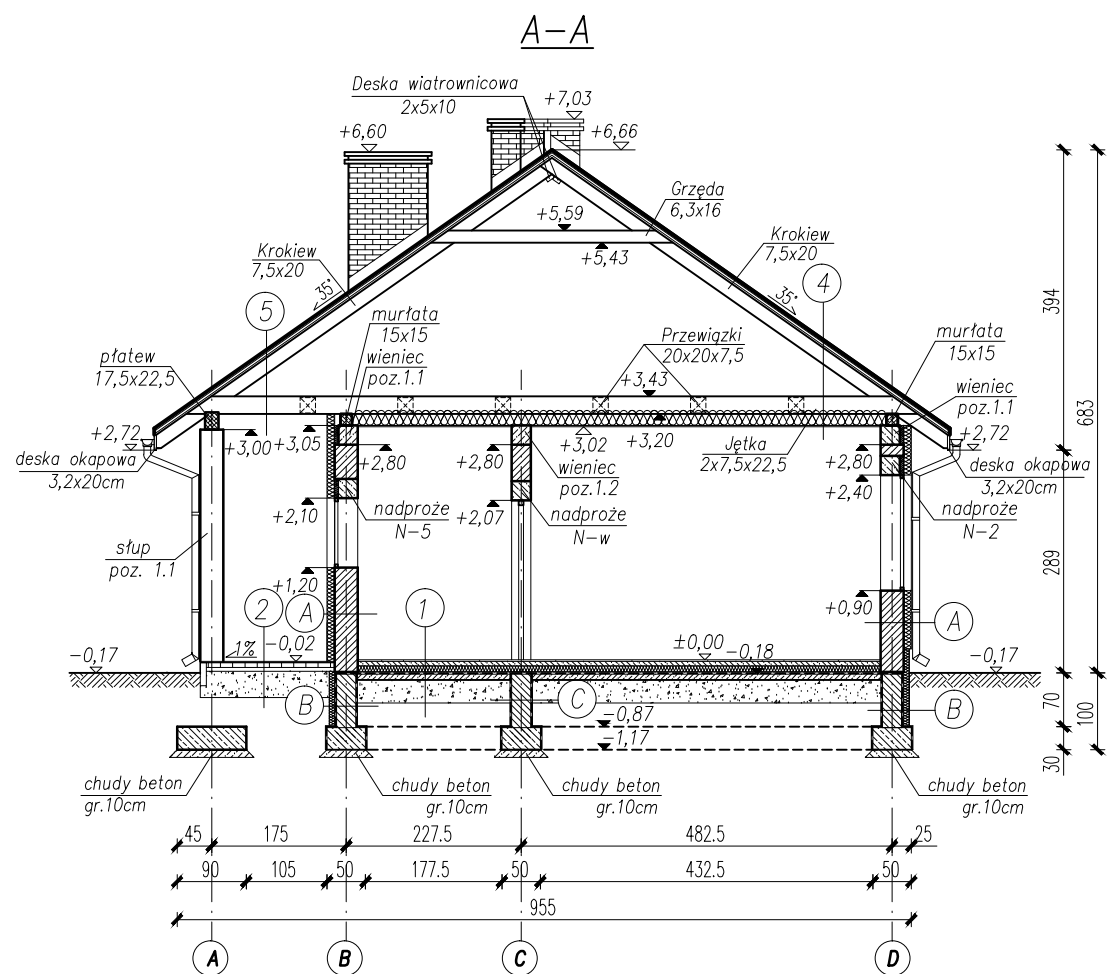 A-A
Deska wiatrownicowa
2x5x10
+7,03
+6,60
+6,66
Grzęda
6,3x16
+5,59
+5,43
Krokiew
7,5x20
Krokiew
7,5x20
35°
35°
5
4
394
683
murłata
15x15
Przewiązki
20x20x7,5
murłata
15x15
płatew
17,5x22,5
wieniec
poz.1.1
wieniec
poz.1.1
+3,43
+2,72
+3,00
+3,05
+3,02
+3,20
+2,72
deska okapowa
3,2x20cm
+2,80
+2,80
wieniec
poz.1.2
Jętka
2x7,5x22,5
+2,80
deska okapowa
3,2x20cm
+2,10
+2,07
+2,40
nadproże
N-5
nadproże
N-w
nadproże
N-2
słup
poz. 1.1
289
+1,20
+0,90
2
A
1
A
1%
-0,02
±0,00
-0,18
-0,17
-0,17
B
C
B
-0,87
-1,17
70
100
30
chudy beton
gr.10cm
chudy beton
gr.10cm
chudy beton
gr.10cm
chudy beton
gr.10cm
45
175
227.5
482.5
25
90
105
50
177.5
50
432.5
50
955
A
B
C
D